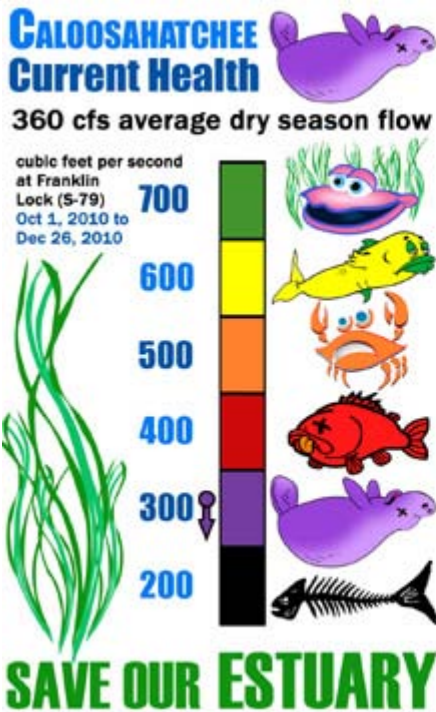 CALOOSAHATCHEE
Current Health
360 cfs average dry season flow
cubic feet per second
at Franklin
Lock (S-79)
Oct 1, 2010 to
Dec 26, 2010
700
600
500
400
300
200
SAVE OUR ESTUARY